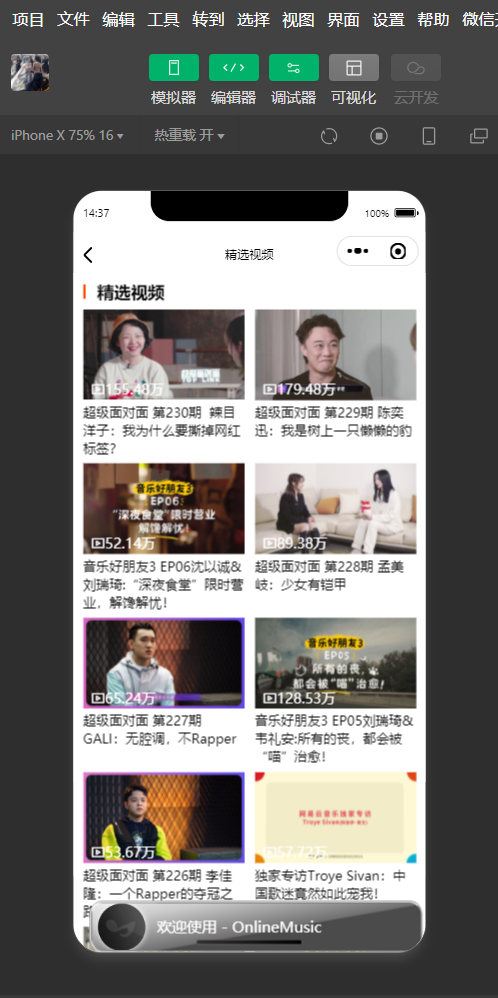 项目 文件 编辑 工具 转到 选择 视图 界面 设置 帮助 微信开
模拟器 编辑器 调试器 可视化 云开发
iPhone X 75% 16 热重载 开
14:37 100%
精选视频
精选视频
155.48万 179.48万
超级面对面 第230期 辣目洋子：我为什么要撕掉网红标签？
超级面对面 第229期 陈奕迅：我是树上一只懒懒的豹
音乐好朋友3
EP06
“深夜食堂”限时营业
解馋解忧！
52.14万 89.38万
音乐好朋友3 EP06沈以诚&刘瑞琦:“深夜食堂”限时营业，解馋解忧！
超级面对面 第228期 孟美岐：少女有铠甲
音乐好朋友3
EP05
所有的丧，
都会被“喵”治愈！
65.24万 128.53万
超级面对面 第227期 GALI：无腔调，不Rapper
音乐好朋友3 EP05刘瑞琦&韦礼安:所有的丧，都会被“喵”治愈！
网易云音乐独家专访
53.67万 57.72万
超级面对面 第226期 李佳隆：一个Rapper的夺冠之路
独家专访Troye Sivan：中国歌迷竟然如此宠我！
欢迎使用 - OnlineMusic